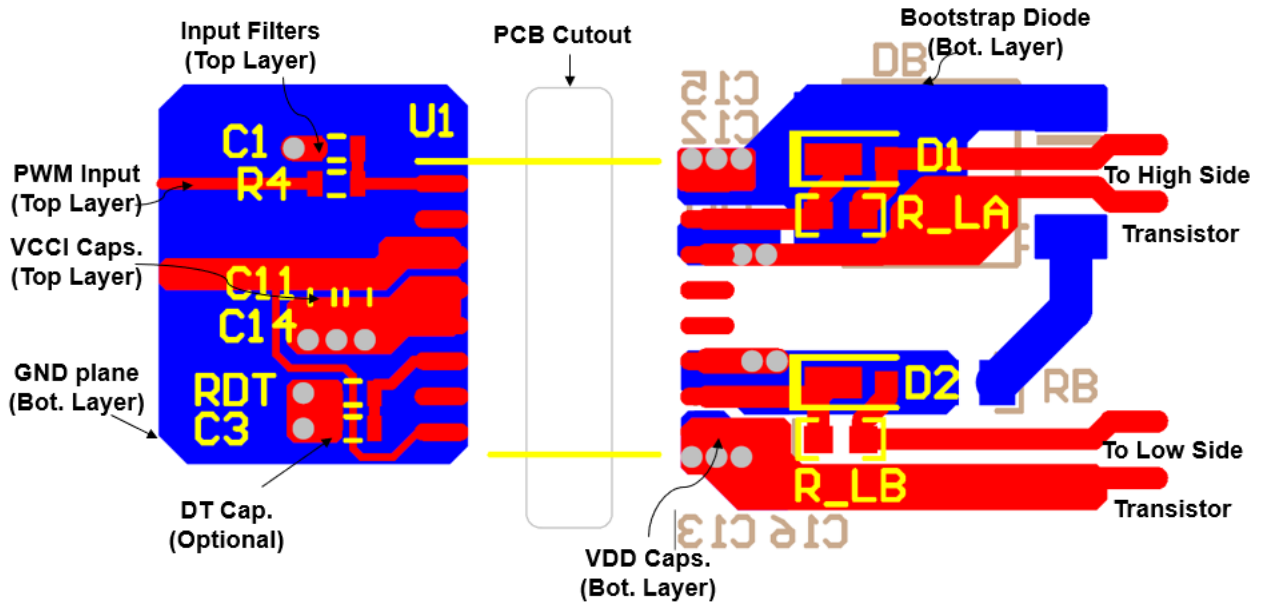 Input Filters
(Top Layer)
PCB Cutout
Bootstrap Diode
(Bot. Layer)
DB
C15
C12
U1
C1
R4
PWM Input
(Top Layer)
D1
R_LA
To High Side
Transistor
VCCI Caps.
(Top Layer)
C11
C14
GND plane
(Bot. Layer)
RDT
C3
D2
RB
R_LB
To Low Side
Transistor
DT Cap.
(Optional)
C13
C16
VDD Caps.
(Bot. Layer)